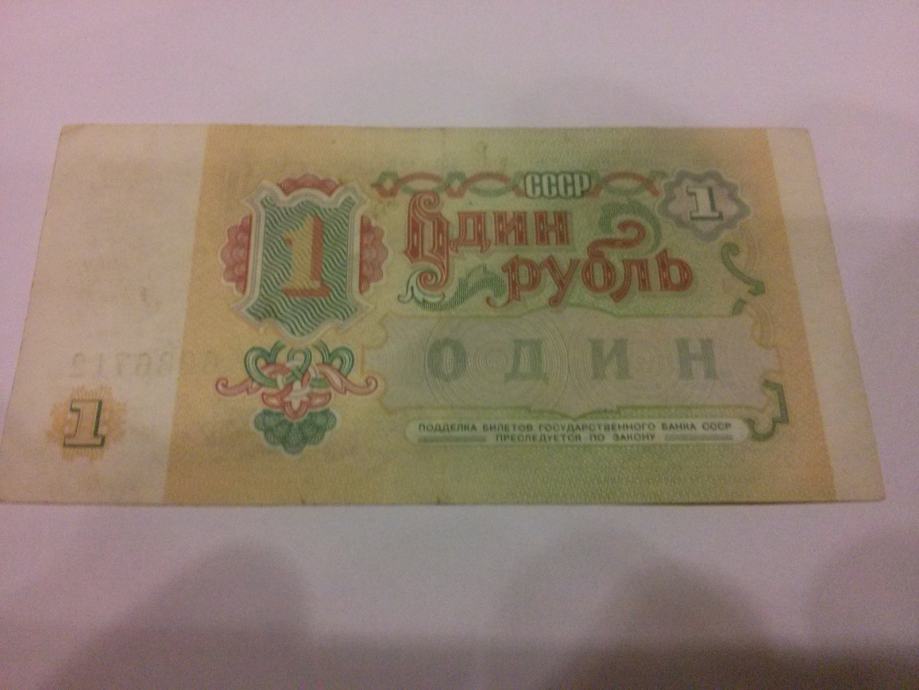 СССР
1
1
Один
рубль
ОДИН
1
ПОДДЕЛКА БИЛЕТОВ ГОСУДАРСТВЕННОГО БАНКА СССР
ПРЕСЛЕДУЕТСЯ ПО ЗАКОНУ